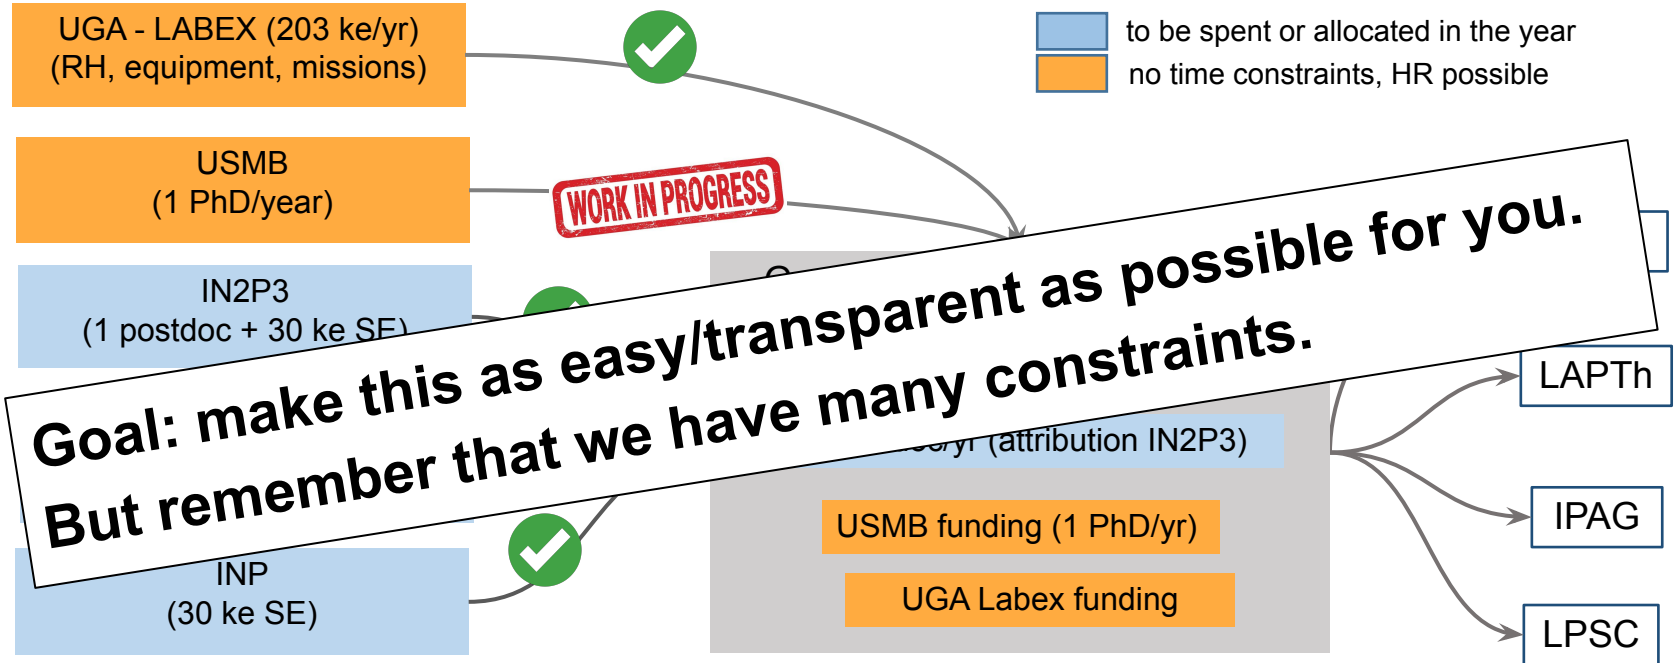 UGA - LABEX (203 ke/yr)
(RH, equipment, missions)
to be spent or allocated in the year
no time constraints, HR possible
USMB
(1 PhD/year)
WORK IN PROGRESS
IN2P3
(1 postdoc + 30 ke SE)
Goal: make this as easy/transparent as possible for you.
But remember that we have many constraints.
LAPTh
(attribution IN2P3)
USMB funding (1 PhD/yr)
IPAG
INP
(30 ke SE)
UGA Labex funding
LPSC